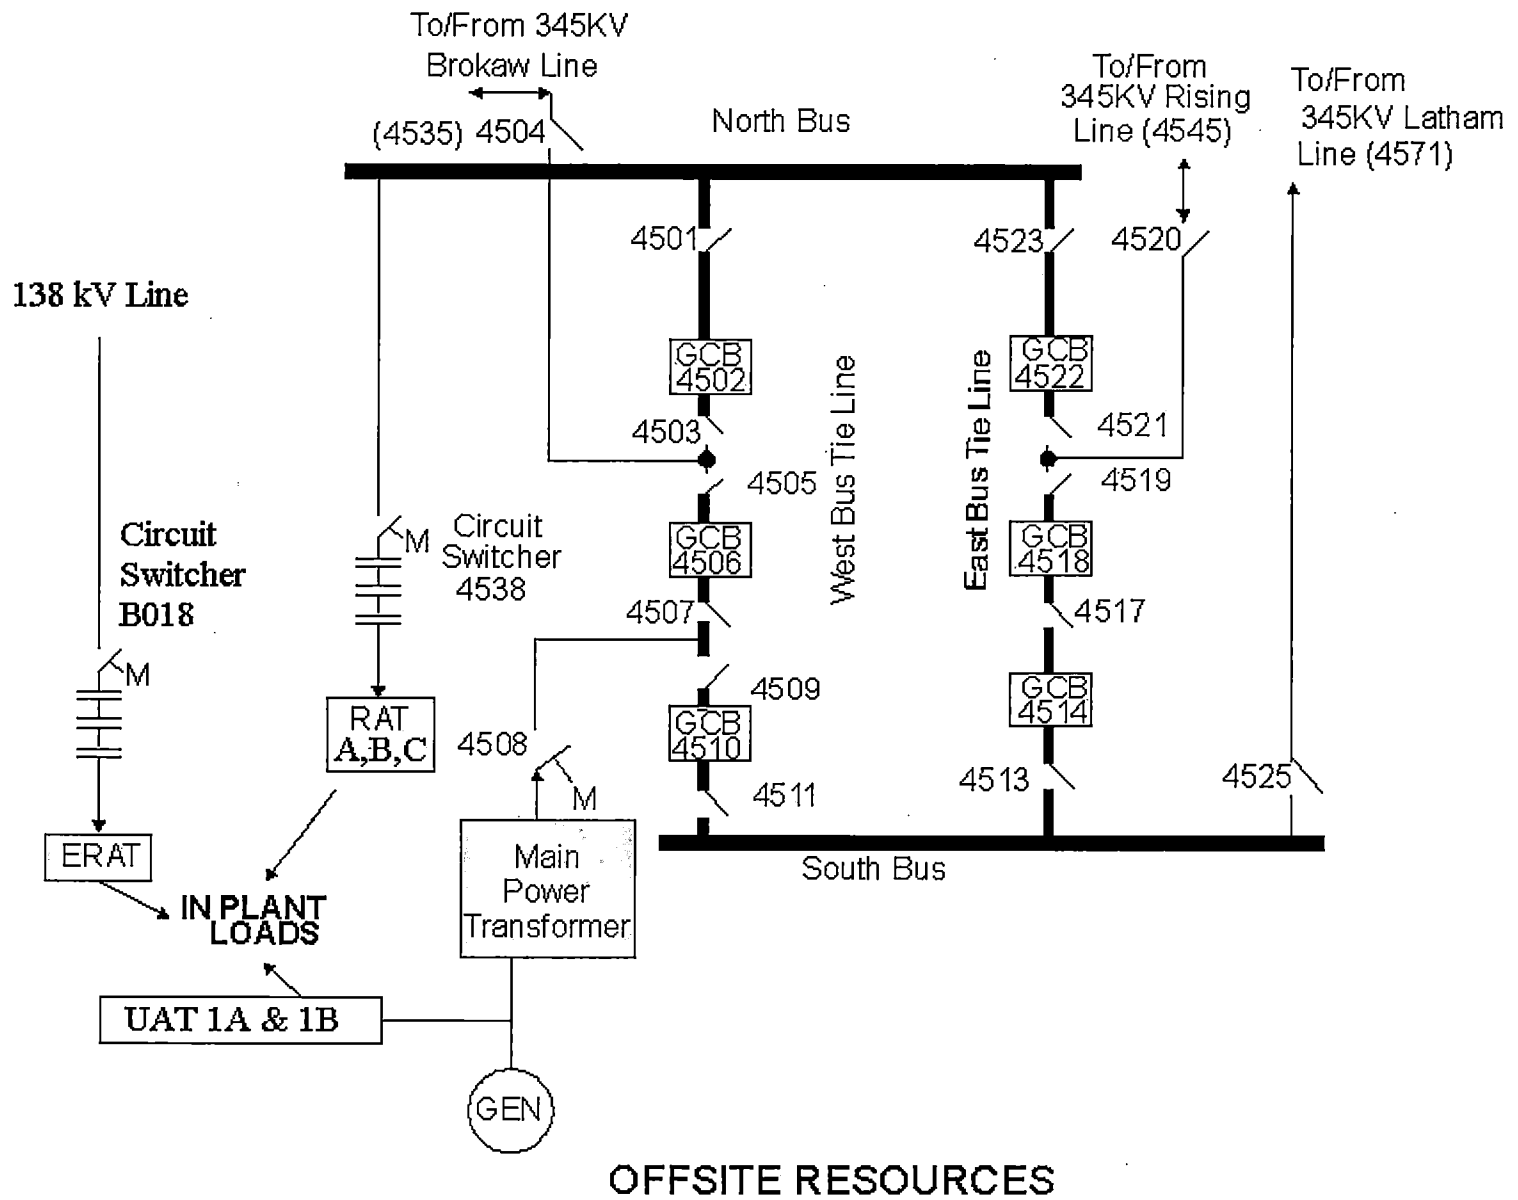 To/From 345KV
Brokaw Line
(4535) 4504
North Bus
To/From
345KV Rising
Line (4545)
To/From
345KV Latham
Line (4571)
4501
4523
4520
138 kV Line
GCB
4502
GCB
4522
West Bus Tie Line
East Bus Tie Line
4503
4521
4505
4519
Circuit
Switcher
B018
M
M
Circuit
Switcher
4538
GCB
4506
GCB
4518
4507
4517
RAT
A,B,C
4509
GCB
4510
GCB
4514
4508
M
4511
4513
4525
ERAT
Main
Power
Transformer
South Bus
IN PLANT
LOADS
UAT 1A & 1B
GEN
OFFSITE RESOURCES